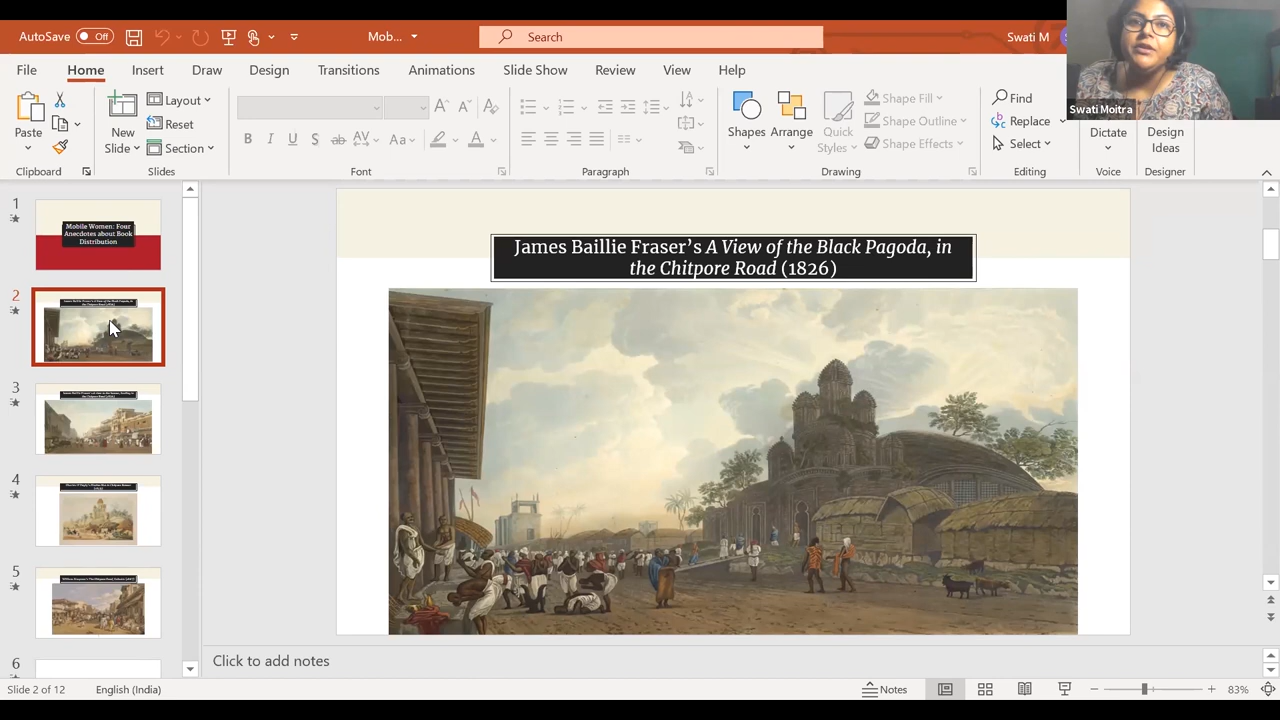 AutoSave Off Mob... Search Swati M
File Home Insert Draw Design Transitions Animations Slide Show Review View Help
Swati Moitra
Paste
New
Slide
Layout
Reset
Section
B I U S ab AV Aa A
Shapes
Arrange
Quick
Styles
Shape Fill
Shape Outline
Shape Effects
Find
Replace
Select
Dictate
Design
Ideas
Clipboard Slides Font Paragraph Drawing Editing Voice Designer
1
Mobile Women: Four
Anecdotes about Book
Distribution
2
3
4
5
6
James Baillie Fraser's A View of the Black Pagoda, in
the Chitpore Road (1826)
Click to add notes
Slide 2 of 12 English (India) Notes 83%